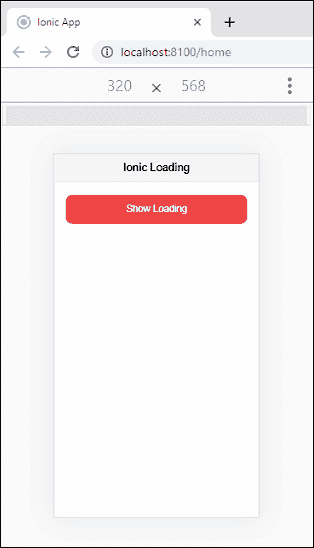 Ionic App
localhost:8100/home
320 × 568
Ionic Loading
Show Loading